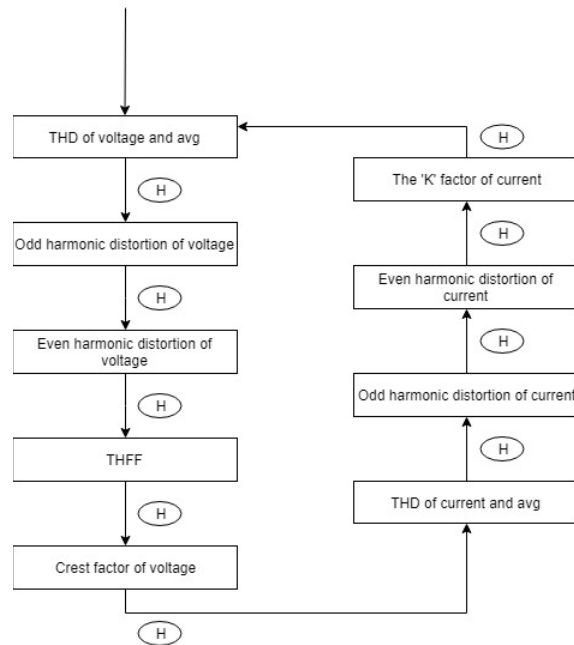 THD of voltage and avg
H
Odd harmonic distortion of voltage
H
Even harmonic distortion of
voltage
H
THFF
H
Crest factor of voltage
H
THD of current and avg
H
Odd harmonic distortion of current
H
Even harmonic distortion of
current
H
The 'K' factor of current
H